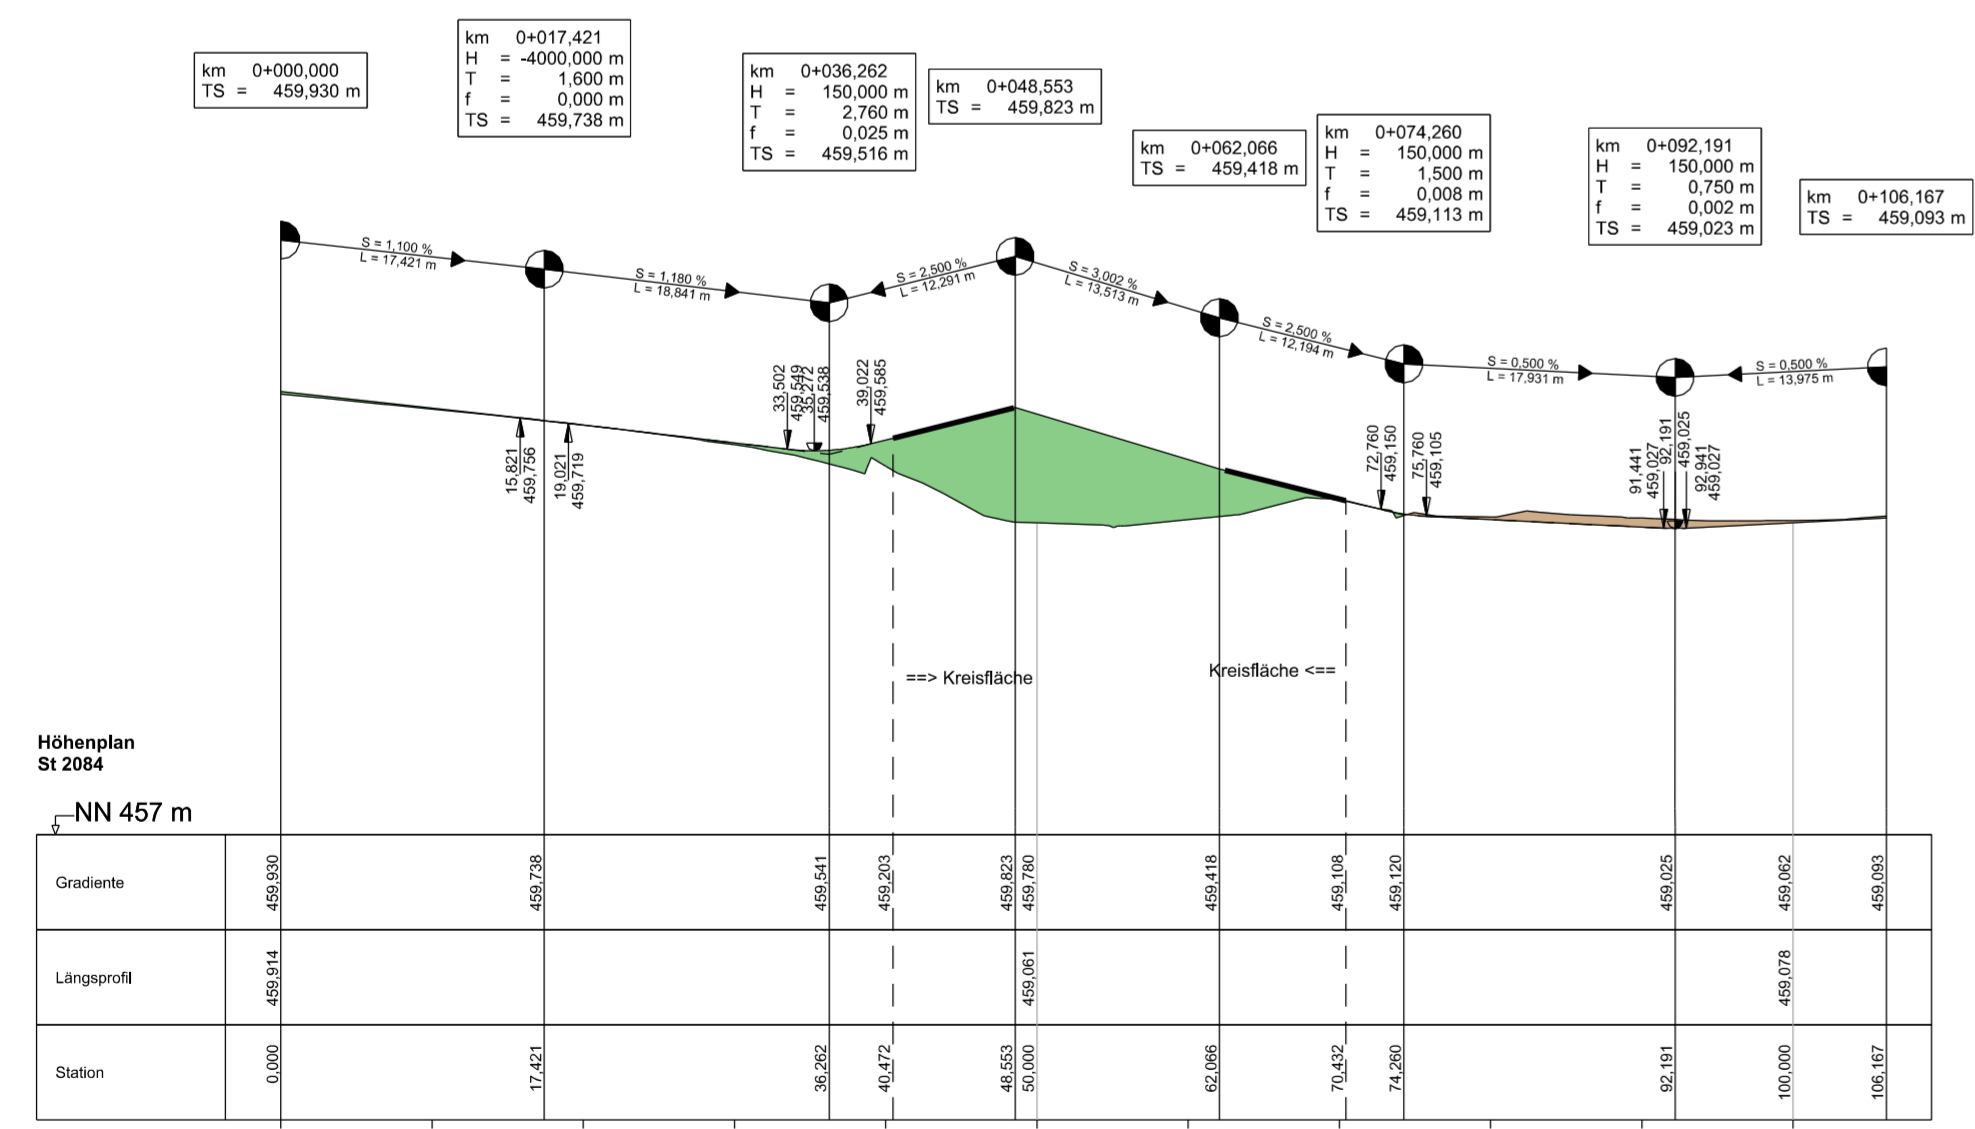 km 0+000,000
TS = 459,930 m
km 0+017,421
H = -4000,000 m
T = 1,600 m
f = 0,000 m
TS = 459,738 m
km 0+036,262
H = 150,000 m
T = 2,760 m
f = 0,025 m
TS = 459,516 m
km 0+048,553
TS = 459,823 m
km 0+062,066
TS = 459,418 m
km 0+074,260
H = 150,000 m
T = 1,500 m
f = 0,008 m
TS = 459,113 m
km 0+092,191
H = 150,000 m
T = 0,750 m
f = 0,002 m
TS = 459,023 m
km 0+106,167
TS = 459,093 m
S = 1,100 %
L = 17,421 m
S = 1,180 %
L = 18,841 m
S = 2,500 %
L = 12,291 m
S = 3,002 %
L = 13,513 m
S = 2,500 %
L = 12,194 m
S = 0,500 %
L = 17,931 m
S = 0,500 %
L = 13,975 m
15,821
459,756
19,021
459,719
33,502
459,549
35,272
459,538
39,022
459,585
72,760
459,150
75,760
459,105
91,441
459,027
92,191
459,025
92,941
459,027
==> Kreisfläche
Kreisfläche <==
Höhenplan
St 2084
NN 457 m
Gradiente 459,930 459,738 459,541 459,203 459,823 459,780 459,418 459,108 459,120 459,025 459,062 459,093
Längsprofil 459,914 459,061 459,078
Station 0,000 17,421 36,262 40,472 48,553 50,000 62,066 70,432 74,260 92,191 100,000 106,167